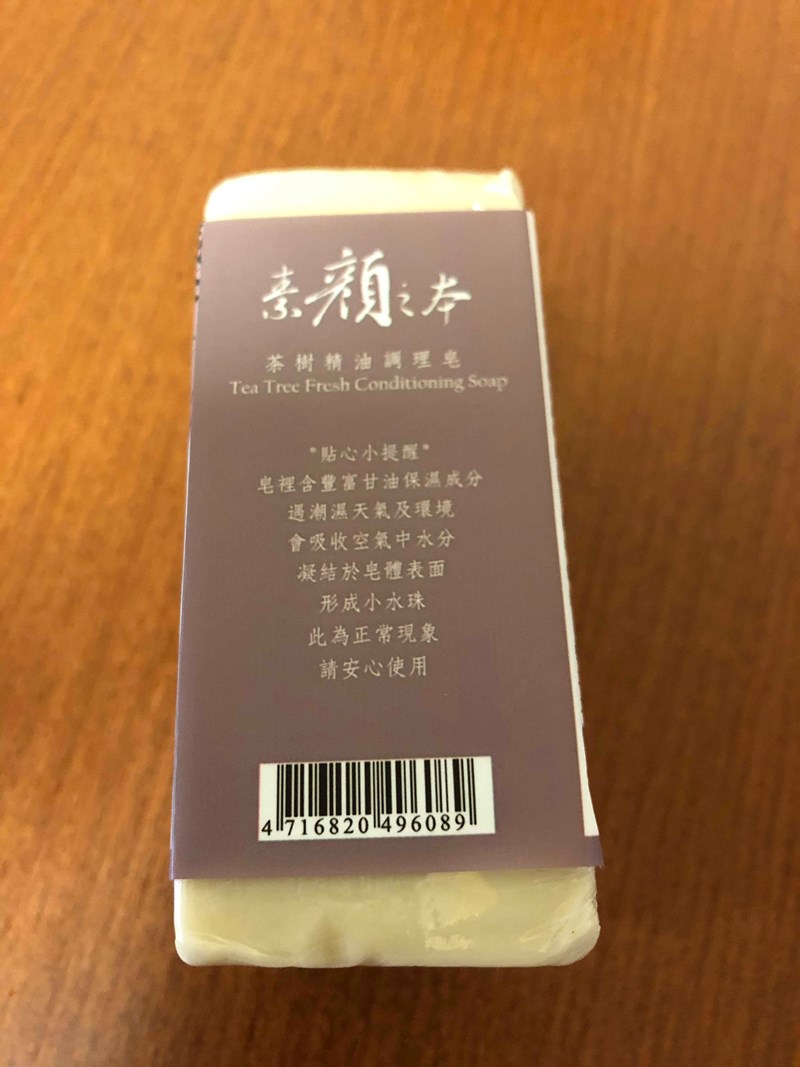 素顏之本
茶樹精油調理皂
Tea Tree Fresh Conditioning Soap
*貼心小提醒*
皂裡含豐富甘油保濕成分
遇潮濕天氣及環境
會吸收空氣中水分
凝結於皂體表面
形成小水珠
此為正常現象
請安心使用
4 716820 496089